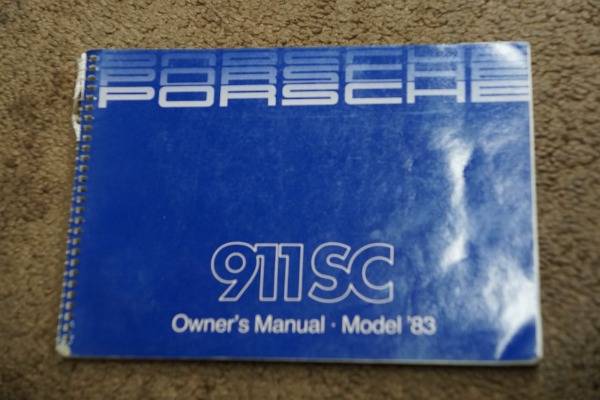 PORSCHE
PORSCHE
PORSCHE
911SC
Owner's Manual · Model '83